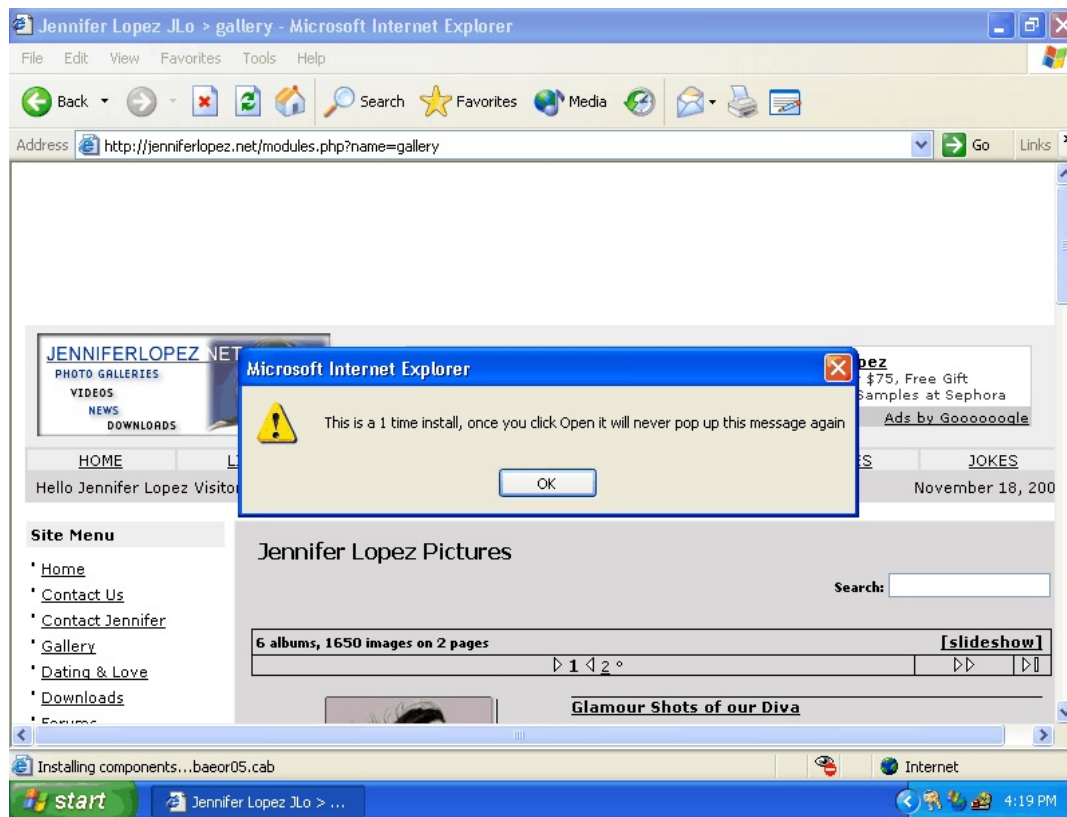 Jennifer Lopez JLo > gallery - Microsoft Internet Explorer
File Edit View Favorites Tools Help
Back Search Favorites Media
Address http://jenniferlopez.net/modules.php?name=gallery Go Links
JENNIFERLOPEZ NET
PHOTO GALLERIES
VIDEOS
NEWS
DOWNLOADS
Microsoft Internet Explorer
This is a 1 time install, once you click Open it will never pop up this message again
OK
pez
$75, Free Gift
Samples at Sephora
Ads by Goooooogle
HOME JOKES
Hello Jennifer Lopez Visito November 18, 200
Site Menu
Home
Contact Us
Contact Jennifer
Gallery
Dating & Love
Downloads
Forums
Jennifer Lopez Pictures
Search:
6 albums, 1650 images on 2 pages [slideshow]
1 2
Glamour Shots of our Diva
Installing components...baeor05.cab Internet
start Jennifer Lopez JLo > ... 4:19 PM